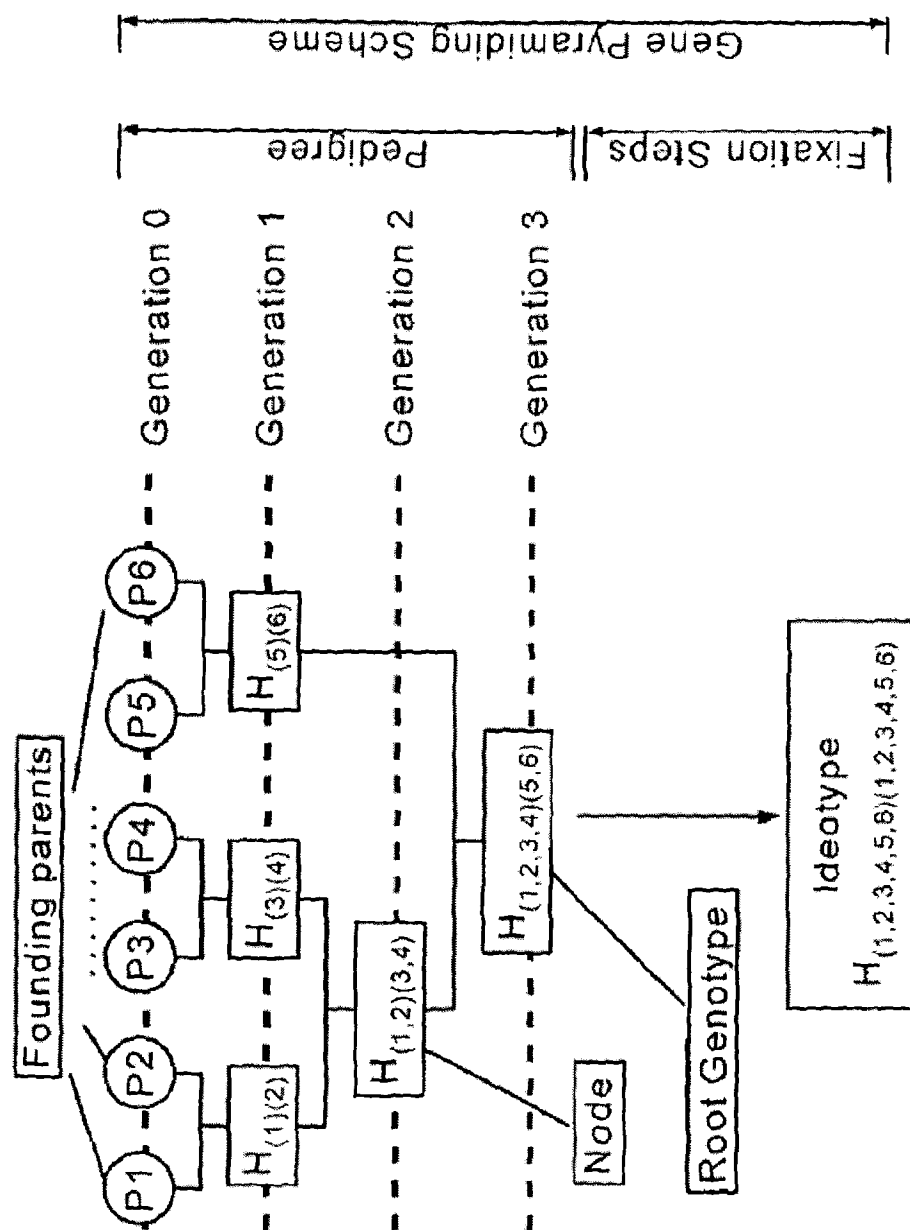 Founding parents
P1 P2 P3 P4 P5 P6 Generation 0
H(1)(2) H(3)(4) H(5)(6) Generation 1
H(1,2)(3,4) Generation 2
H(1,2,3,4)(5,6) Generation 3
Node
Root Genotype
Ideotype
H(1,2,3,4,5,6)(1,2,3,4,5,6)
Pedigree
Fixation Steps
Gene Pyramiding Scheme